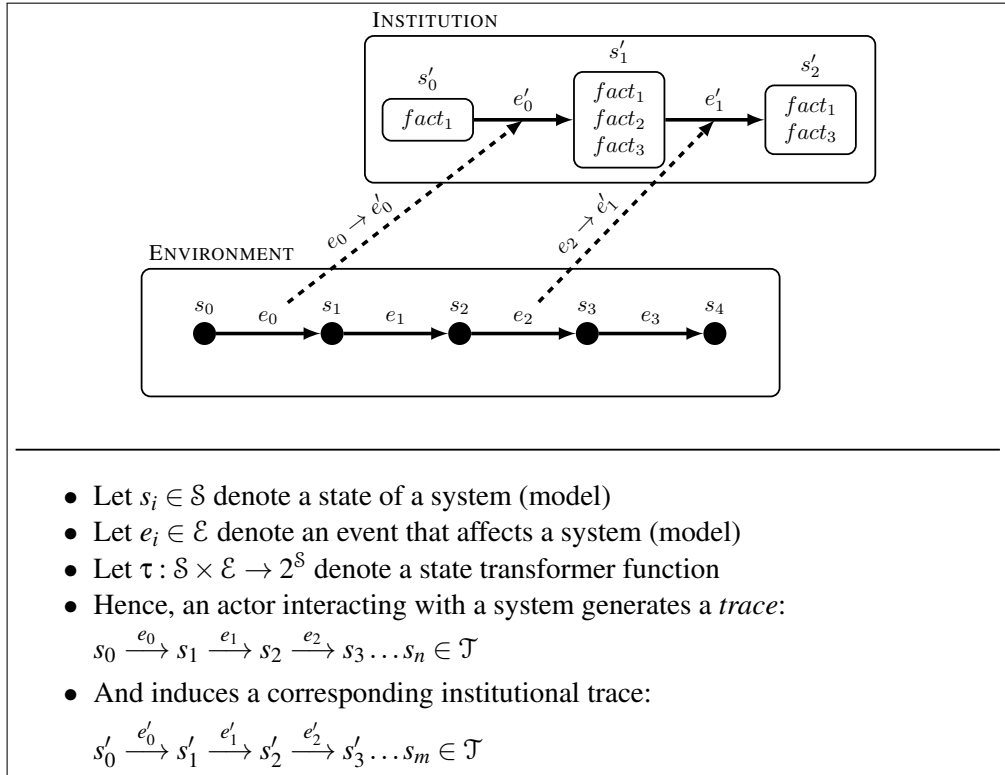 INSTITUTION
s′₀ s′₁ s′₂
fact₁ e′₀ fact₁ e′₁ fact₁
fact₂ fact₃
fact₃
e₀ → e′₀ e₂ → e′₁
ENVIRONMENT
s₀ s₁ s₂ s₃ s₄
e₀ e₁ e₂ e₃
• Let sᵢ ∈ 𝒮 denote a state of a system (model)
• Let eᵢ ∈ ℰ denote an event that affects a system (model)
• Let τ : 𝒮 × ℰ → 2^𝒮 denote a state transformer function
• Hence, an actor interacting with a system generates a trace:
s₀ —e₀→ s₁ —e₁→ s₂ —e₂→ s₃ … sₙ ∈ 𝒯
• And induces a corresponding institutional trace:
s′₀ —e′₀→ s′₁ —e′₁→ s′₂ —e′₂→ s′₃ … sₘ ∈ 𝒯